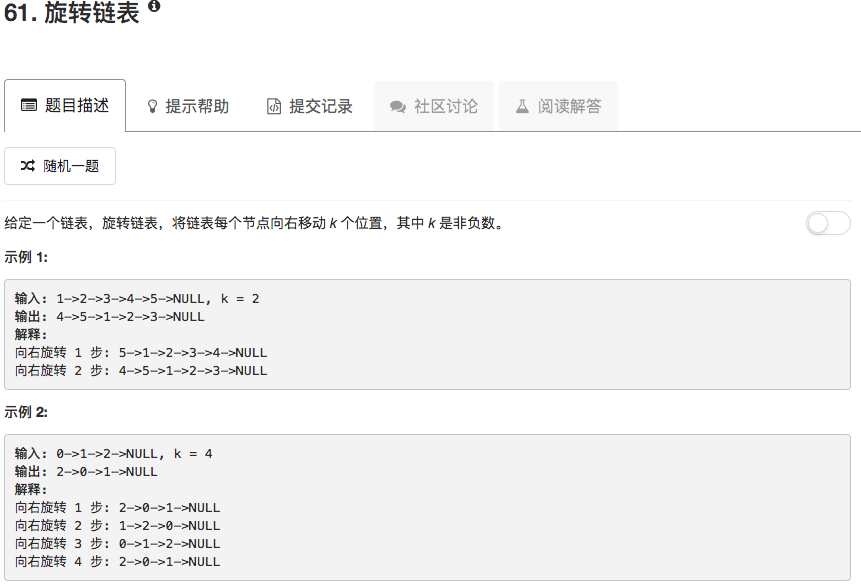 61. 旋转链表
题目描述 提示帮助 提交记录 社区讨论 阅读解答
随机一题
给定一个链表，旋转链表，将链表每个节点向右移动 k 个位置，其中 k 是非负数。
示例 1:
输入: 1->2->3->4->5->NULL, k = 2
输出: 4->5->1->2->3->NULL
解释:
向右旋转 1 步: 5->1->2->3->4->NULL
向右旋转 2 步: 4->5->1->2->3->NULL
示例 2:
输入: 0->1->2->NULL, k = 4
输出: 2->0->1->NULL
解释:
向右旋转 1 步: 2->0->1->NULL
向右旋转 2 步: 1->2->0->NULL
向右旋转 3 步: 0->1->2->NULL
向右旋转 4 步: 2->0->1->NULL